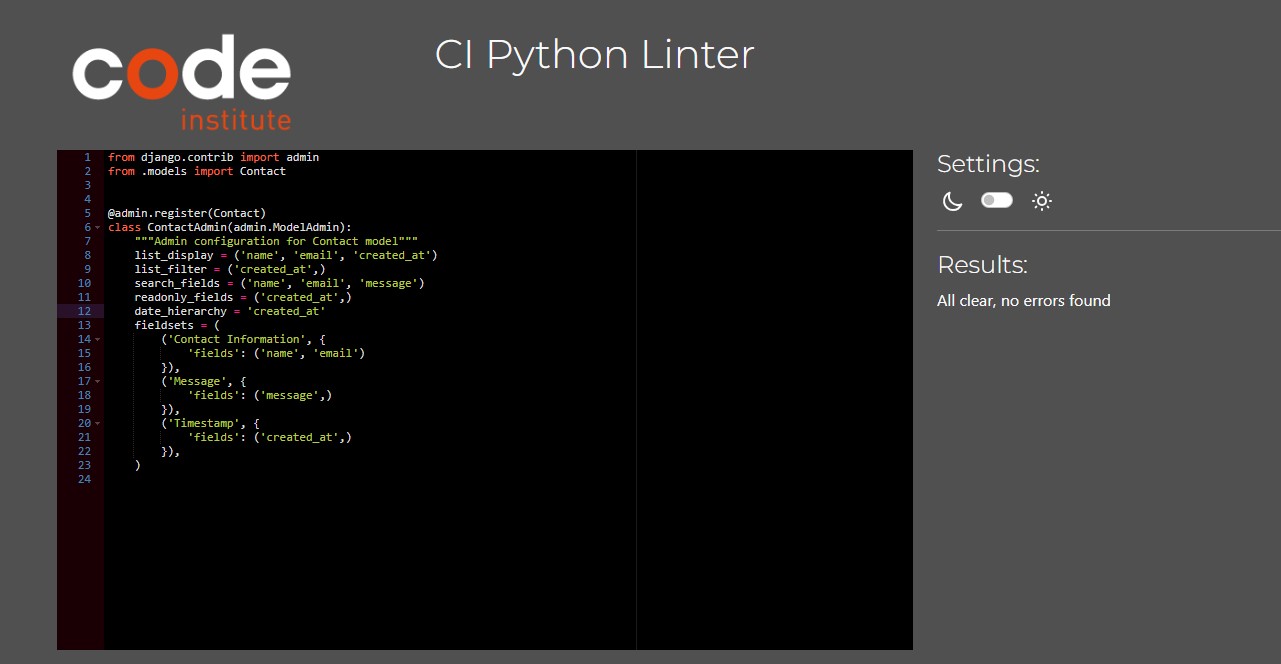 code
institute
CI Python Linter
1 from django.contrib import admin
2 from .models import Contact
3
4
5 @admin.register(Contact)
6 class ContactAdmin(admin.ModelAdmin):
7     """Admin configuration for Contact model"""
8     list_display = ('name', 'email', 'created_at')
9     list_filter = ('created_at',)
10     search_fields = ('name', 'email', 'message')
11     readonly_fields = ('created_at',)
12     date_hierarchy = 'created_at'
13     fieldsets = (
14         ('Contact Information', {
15             'fields': ('name', 'email')
16         }),
17         ('Message', {
18             'fields': ('message',)
19         }),
20         ('Timestamp', {
21             'fields': ('created_at',)
22         }),
23     )
24
Settings:
Results:
All clear, no errors found